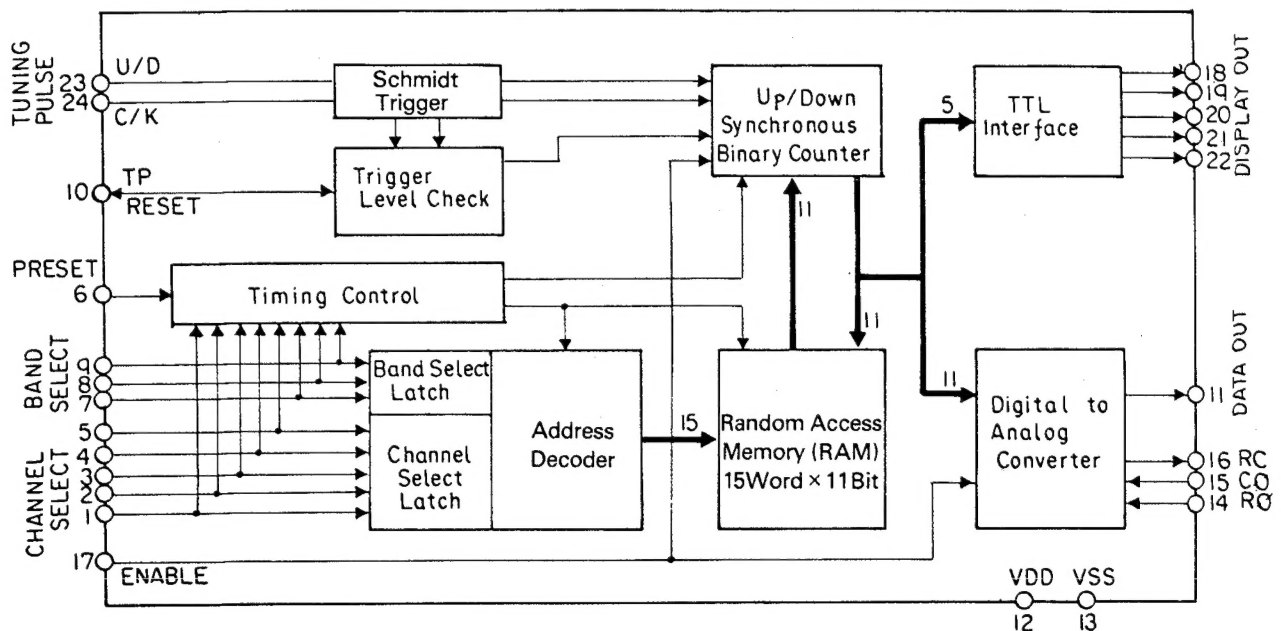 TUNING
PULSE
23
U/D
24
C/K
Schmidt
Trigger
Up/Down
Synchronous
Binary Counter
5
TTL
Interface
18
19
20
21
22
DISPLAY OUT
10
TP
RESET
Trigger
Level Check
11
PRESET
6
Timing Control
11
BAND
SELECT
9
8
7
Band Select
Latch
CHANNEL
SELECT
5
4
3
2
1
Channel
Select
Latch
Address
Decoder
15
Random Access
Memory (RAM)
15Word × 11Bit
11
Digital to
Analog
Converter
11
DATA OUT
16 RC
15 CQ
14 RQ
17
ENABLE
VDD
VSS
12
13